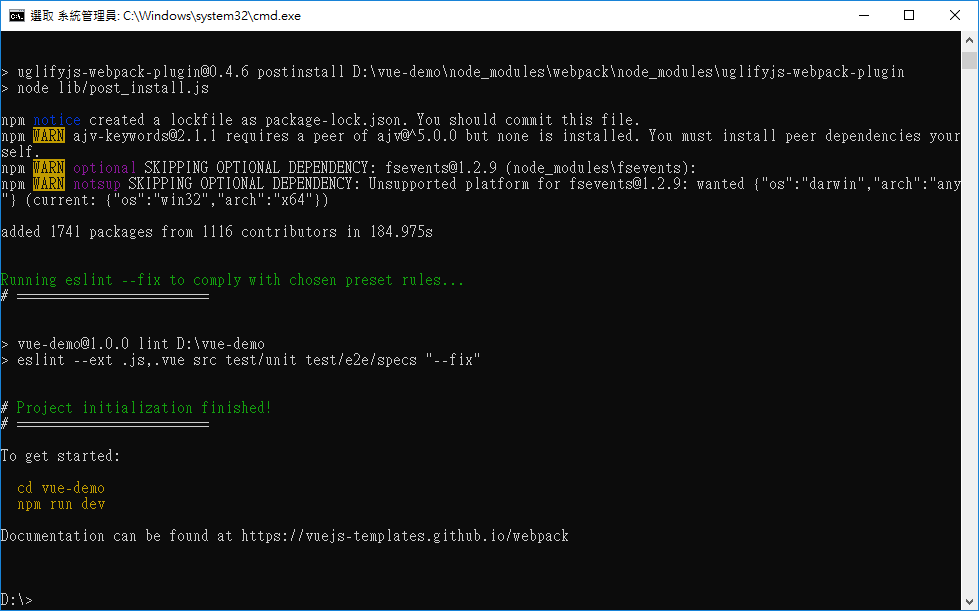 選取 系統管理員: C:\Windows\system32\cmd.exe
> uglifyjs-webpack-plugin@0.4.6 postinstall D:\vue-demo\node_modules\webpack\node_modules\uglifyjs-webpack-plugin
> node lib/post_install.js
npm notice created a lockfile as package-lock.json. You should commit this file.
npm WARN ajv-keywords@2.1.1 requires a peer of ajv@^5.0.0 but none is installed. You must install peer dependencies your
self.
npm WARN optional SKIPPING OPTIONAL DEPENDENCY: fsevents@1.2.9 (node_modules\fsevents):
npm WARN notsup SKIPPING OPTIONAL DEPENDENCY: Unsupported platform for fsevents@1.2.9: wanted {"os":"darwin","arch":"any
"} (current: {"os":"win32","arch":"x64"})
added 1741 packages from 1116 contributors in 184.975s
Running eslint --fix to comply with chosen preset rules...
# ========================
> vue-demo@1.0.0 lint D:\vue-demo
> eslint --ext .js,.vue src test/unit test/e2e/specs "--fix"
# Project initialization finished!
# ========================
To get started:
cd vue-demo
npm run dev
Documentation can be found at https://vuejs-templates.github.io/webpack
D:\>